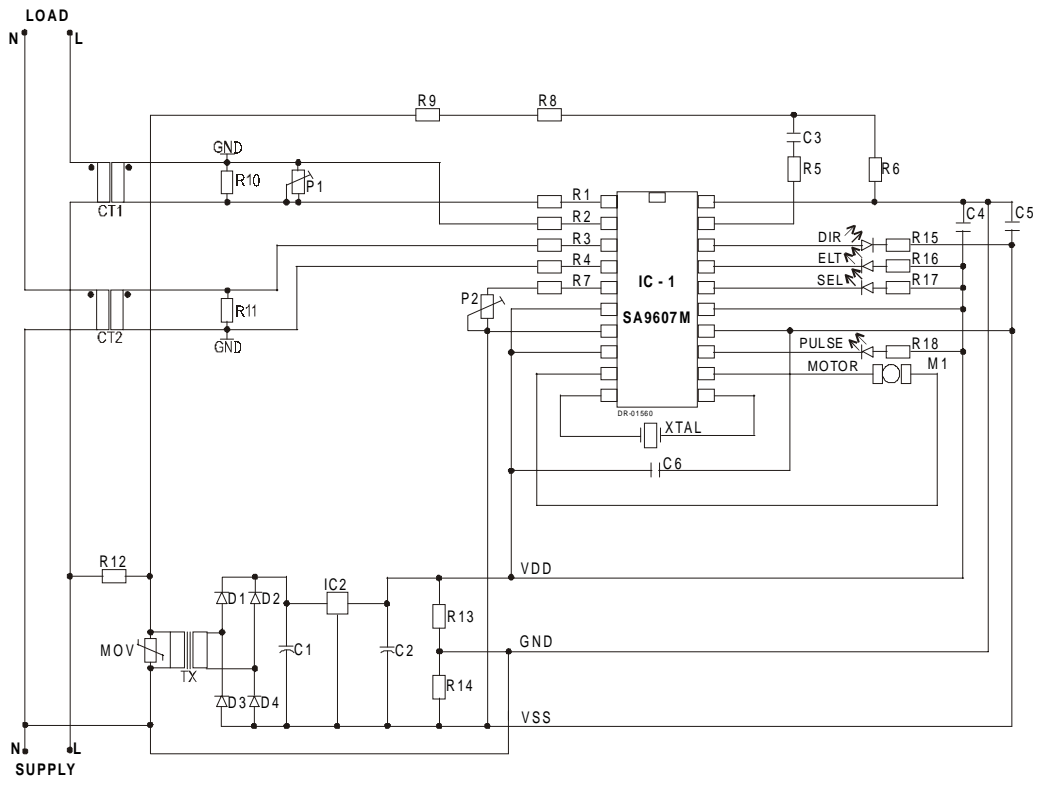 LOAD
N L
R9 R8
C3
GND
R10 P1 R5 R6
CT1 R1 C4 C5
R2
R3 DIR R15
R4 ELT R16
R7 IC - 1 SEL R17
P2
R11
SA9607M
CT2
GND PULSE R18
MOTOR M1
DR-01560
XTAL
C6
R12 VDD
IC2
D1 D2
R13
GND
MOV C1 C2
TX
R14
D3 D4
VSS
N L
SUPPLY